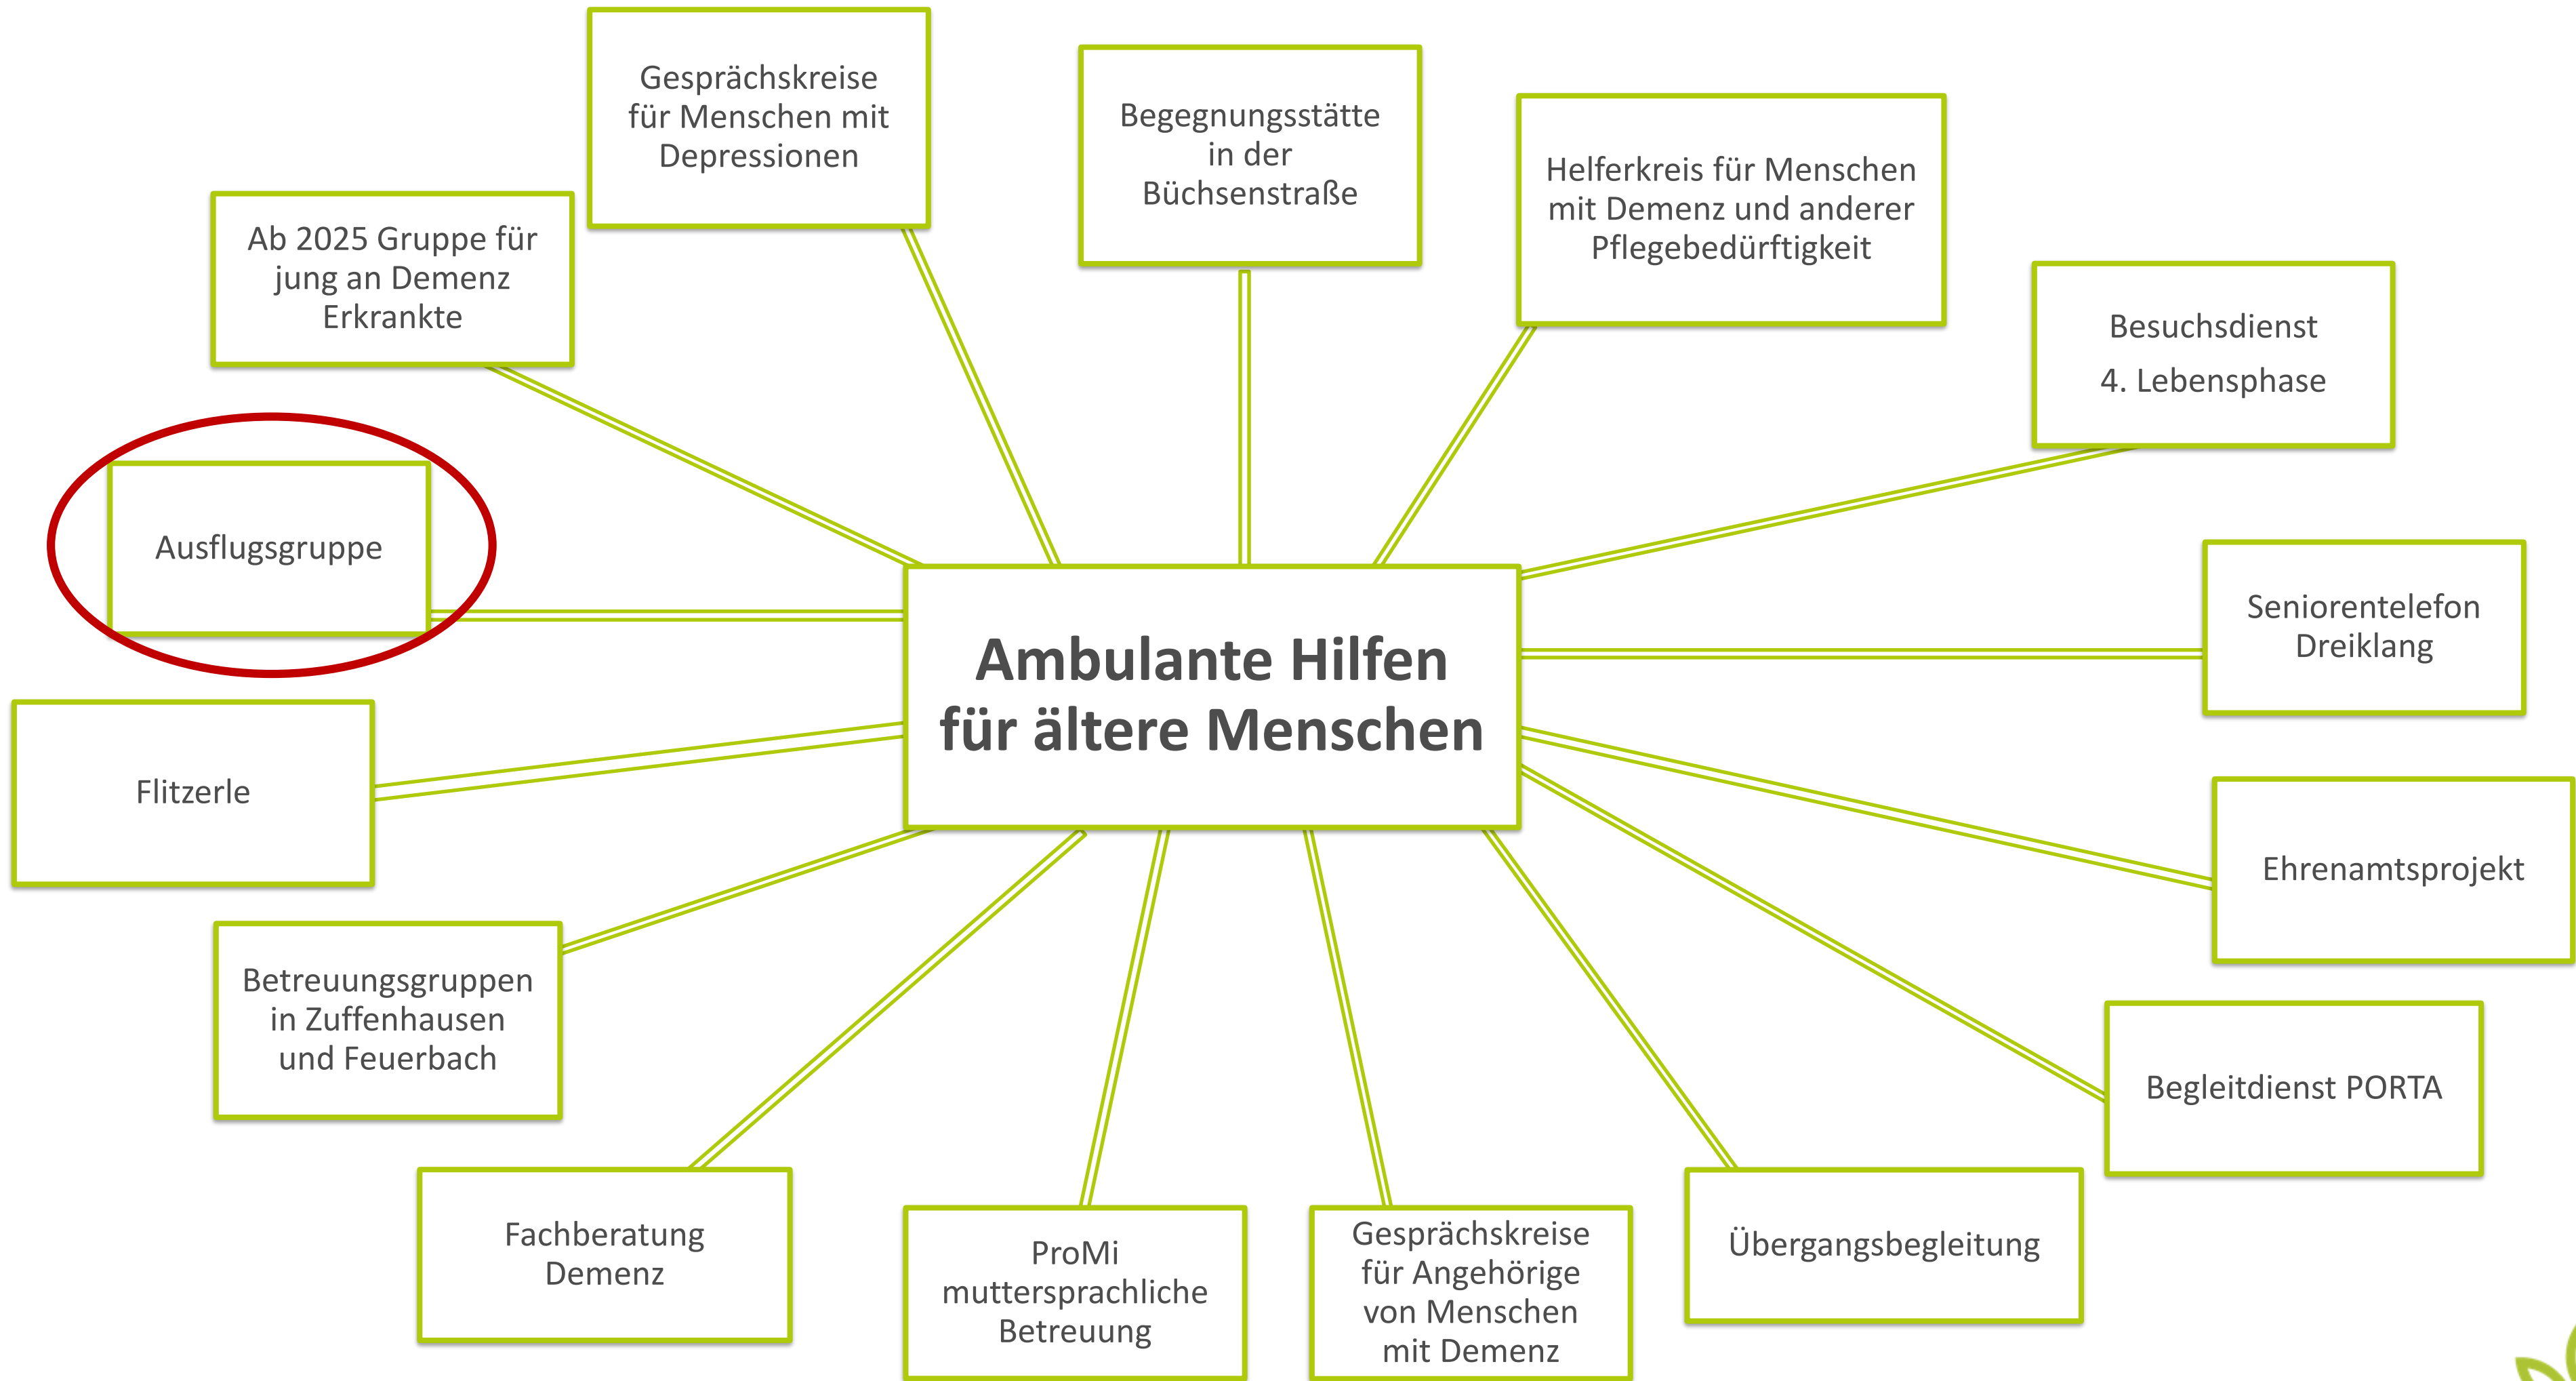 Gesprächskreise
für Menschen mit
Depressionen
Begegnungsstätte
in der
Büchsenstraße
Helferkreis für Menschen
mit Demenz und anderer
Pflegebedürftigkeit
Ab 2025 Gruppe für
jung an Demenz
Erkrankte
Besuchsdienst
4. Lebensphase
Ausflugsgruppe
Seniorentelefon
Dreiklang
Ambulante Hilfen
für ältere Menschen
Flitzerle
Ehrenamtsprojekt
Betreuungsgruppen
in Zuffenhausen
und Feuerbach
Begleitdienst PORTA
Fachberatung
Demenz
ProMi
muttersprachliche
Betreuung
Gesprächskreise
für Angehörige
von Menschen
mit Demenz
Übergangsbegleitung